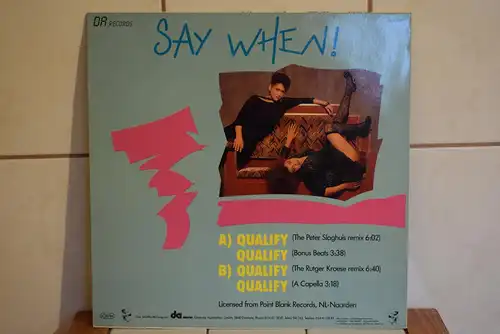 DA RECORDS
SAY WHEN!
A) QUALIFY (The Peter Slaghuis remix 6:02)
QUALIFY (Bonus Beats 3:38)
B) QUALIFY (The Rutger Kroese remix 6:40)
QUALIFY (A Capella 3:18)
Licensed from Point Blank Records, NL-Naarden
da